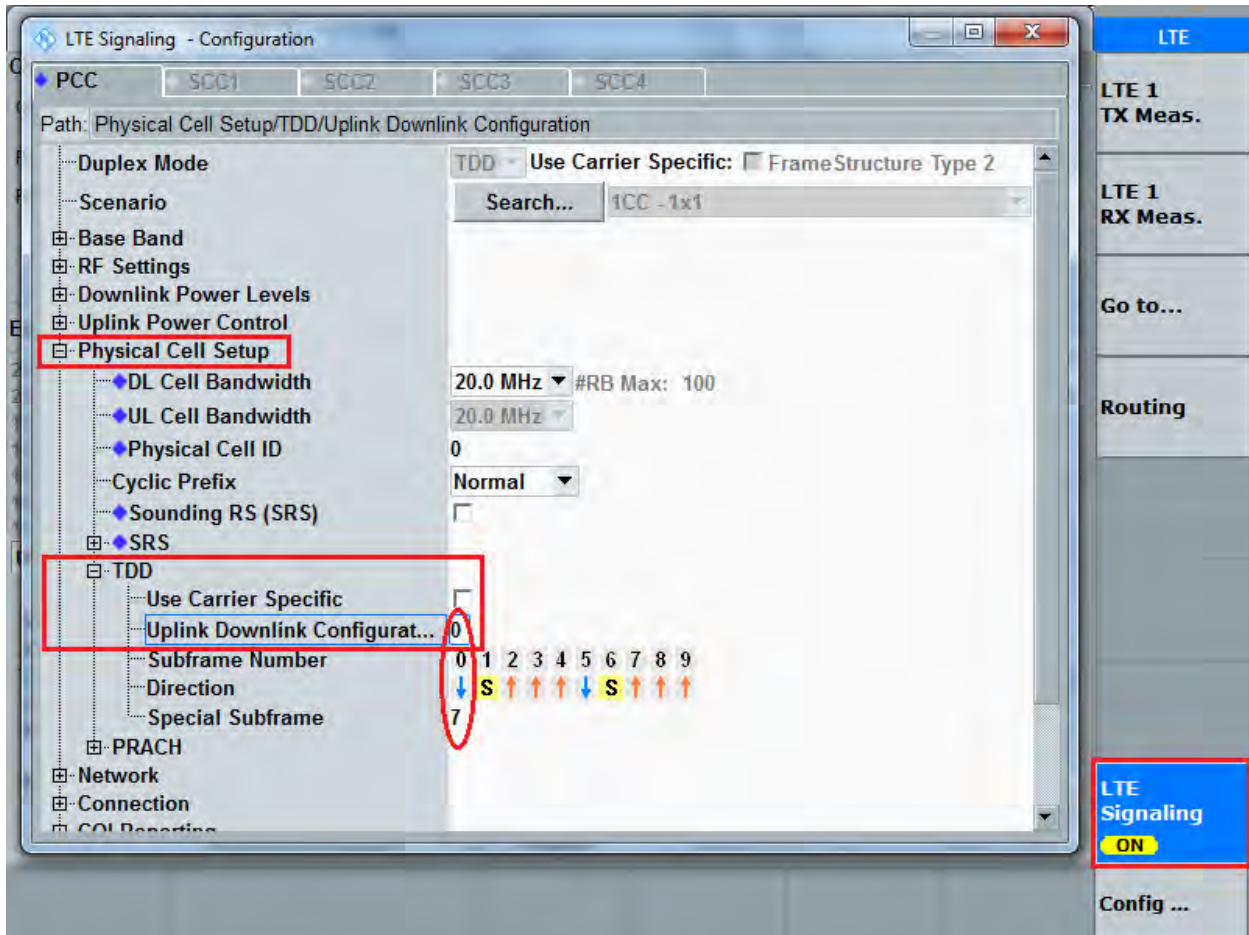 LTE Signaling - Configuration
PCC SCC1 SCC2 SCC3 SCC4
Path: Physical Cell Setup/TDD/Uplink Downlink Configuration
Duplex Mode TDD Use Carrier Specific: FrameStructure Type 2
Scenario Search... 1CC - 1x1
Base Band
RF Settings
Downlink Power Levels
Uplink Power Control
Physical Cell Setup
DL Cell Bandwidth 20.0 MHz #RB Max: 100
UL Cell Bandwidth 20.0 MHz
Physical Cell ID 0
Cyclic Prefix Normal
Sounding RS (SRS)
SRS
TDD
Use Carrier Specific
Uplink Downlink Configurat... 0
Subframe Number 0 1 2 3 4 5 6 7 8 9
Direction ↓ S ↑ ↑ ↑ ↓ S ↑ ↑ ↑
Special Subframe 7
PRACH
Network
Connection
CQI Reporting
LTE
LTE 1
TX Meas.
LTE 1
RX Meas.
Go to...
Routing
LTE
Signaling
ON
Config ...